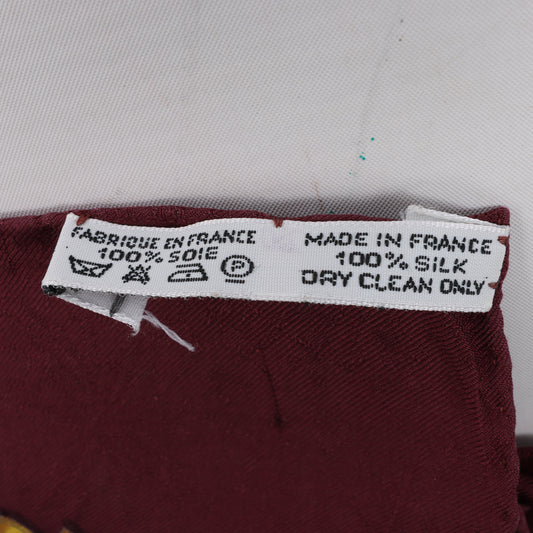 FABRIQUE EN FRANCE
100% SOIE
P
MADE IN FRANCE
100% SILK
DRY CLEAN ONLY